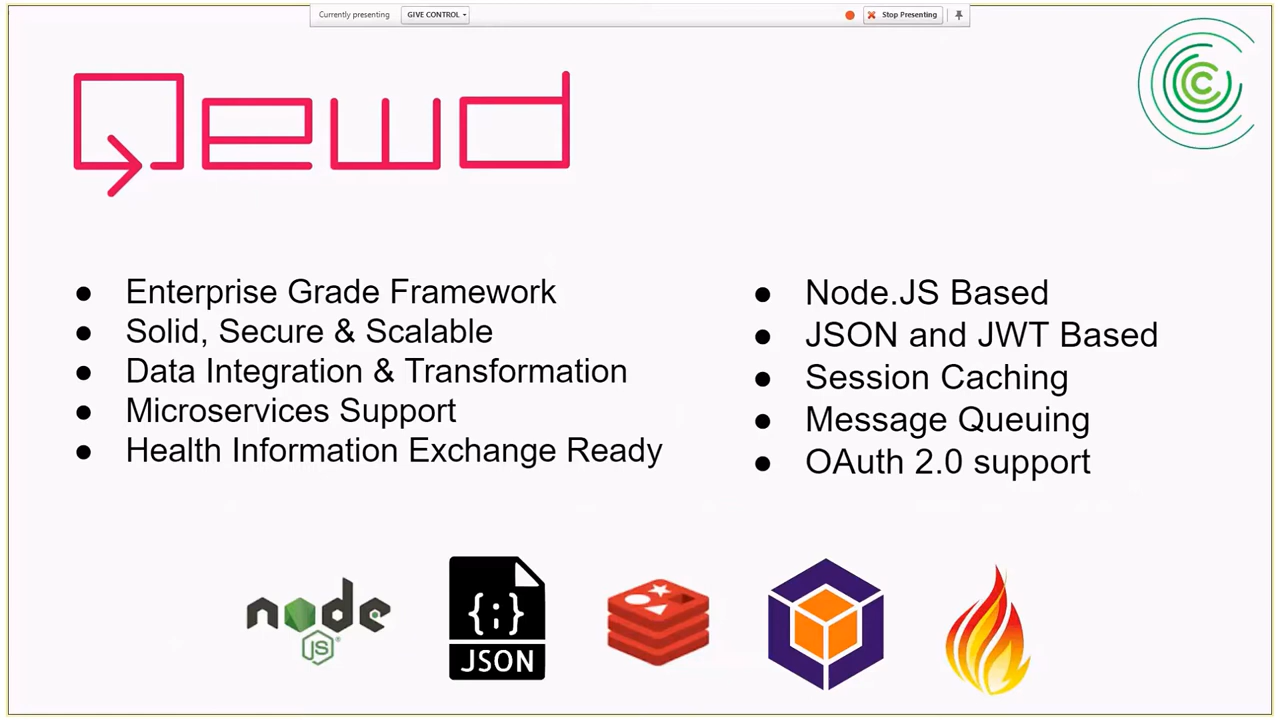 Currently presenting GIVE CONTROL Stop Presenting
Qewd
● Enterprise Grade Framework
● Solid, Secure & Scalable
● Data Integration & Transformation
● Microservices Support
● Health Information Exchange Ready
● Node.JS Based
● JSON and JWT Based
● Session Caching
● Message Queuing
● OAuth 2.0 support
node
JS
{;}
JSON